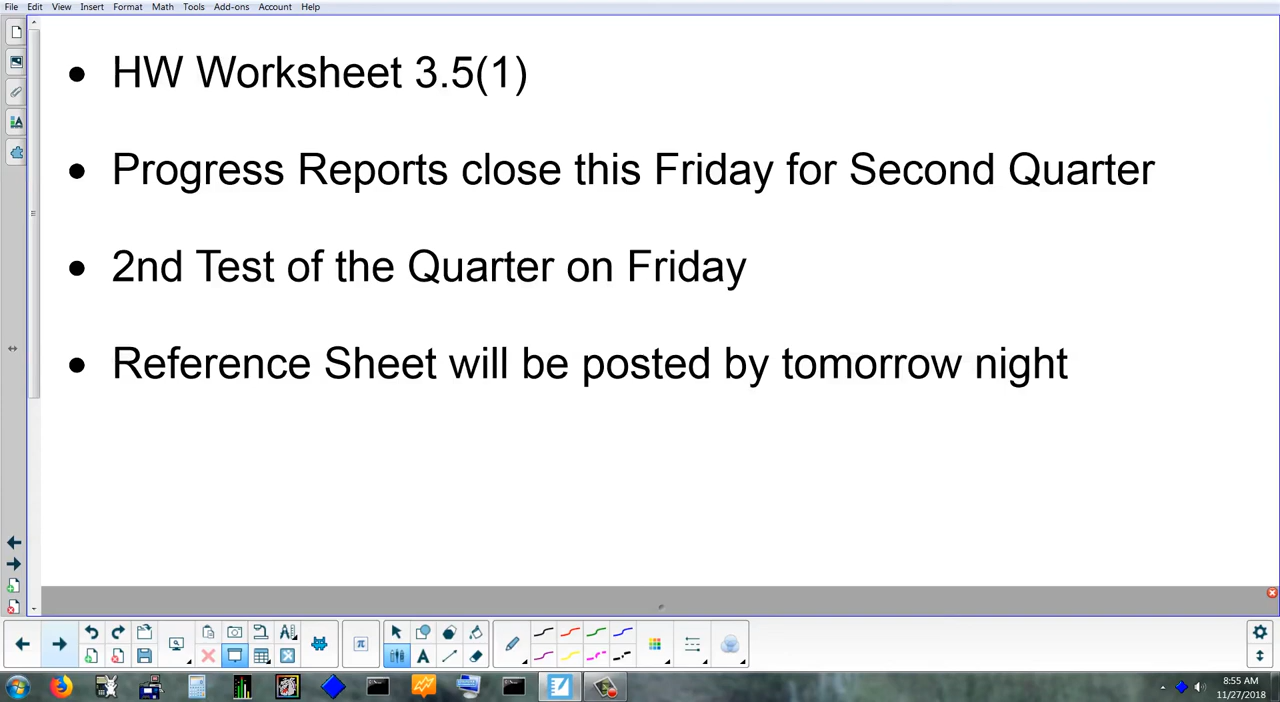 File Edit View Insert Format Math Tools Add-ons Account Help
• HW Worksheet 3.5(1)
• Progress Reports close this Friday for Second Quarter
• 2nd Test of the Quarter on Friday
• Reference Sheet will be posted by tomorrow night
π
A
8:55 AM
11/27/2018